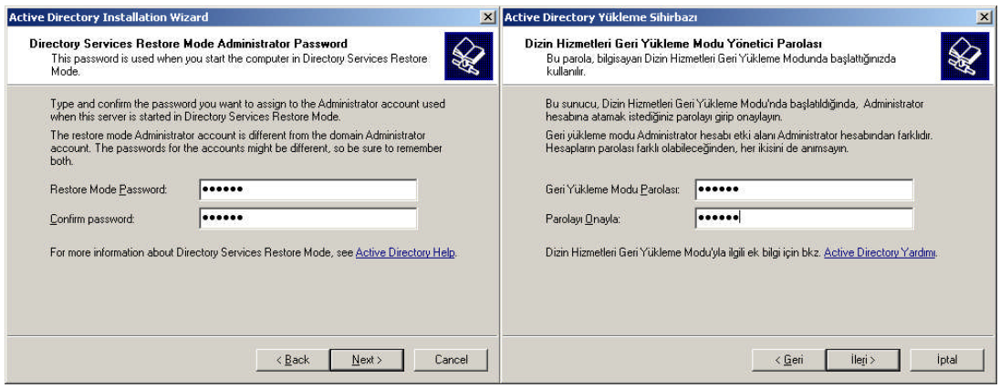 Active Directory Installation Wizard
Directory Services Restore Mode Administrator Password
This password is used when you start the computer in Directory Services Restore
Mode.
Type and confirm the password you want to assign to the Administrator account used
when this server is started in Directory Services Restore Mode.
The restore mode Administrator account is different from the domain Administrator
account. The passwords for the accounts might be different, so be sure to remember
both.
Restore Mode Password: ●●●●●●
Confirm password: ●●●●●●
For more information about Directory Services Restore Mode, see Active Directory Help.
< Back Next > Cancel
Active Directory Yükleme Sihirbazı
Dizin Hizmetleri Geri Yükleme Modu Yönetici Parolası
Bu parola, bilgisayarı Dizin Hizmetleri Geri Yükleme Modunda başlattığınızda
kullanılır.
Bu sunucu, Dizin Hizmetleri Geri Yükleme Modu'nda başlatıldığında, Administrator
hesabına atamak istediğiniz parolayı girip onaylayın.
Geri yükleme modu Administrator hesabı etki alanı Administrator hesabından farklıdır.
Hesapların parolası farklı olabileceğinden, her ikisini de anımsayın.
Geri Yükleme Modu Parolası: ●●●●●●
Parolayı Onayla: ●●●●●●
Dizin Hizmetleri Geri Yükleme Modu'yla ilgili ek bilgi için bkz. Active Directory Yardımı.
< Geri İleri > İptal